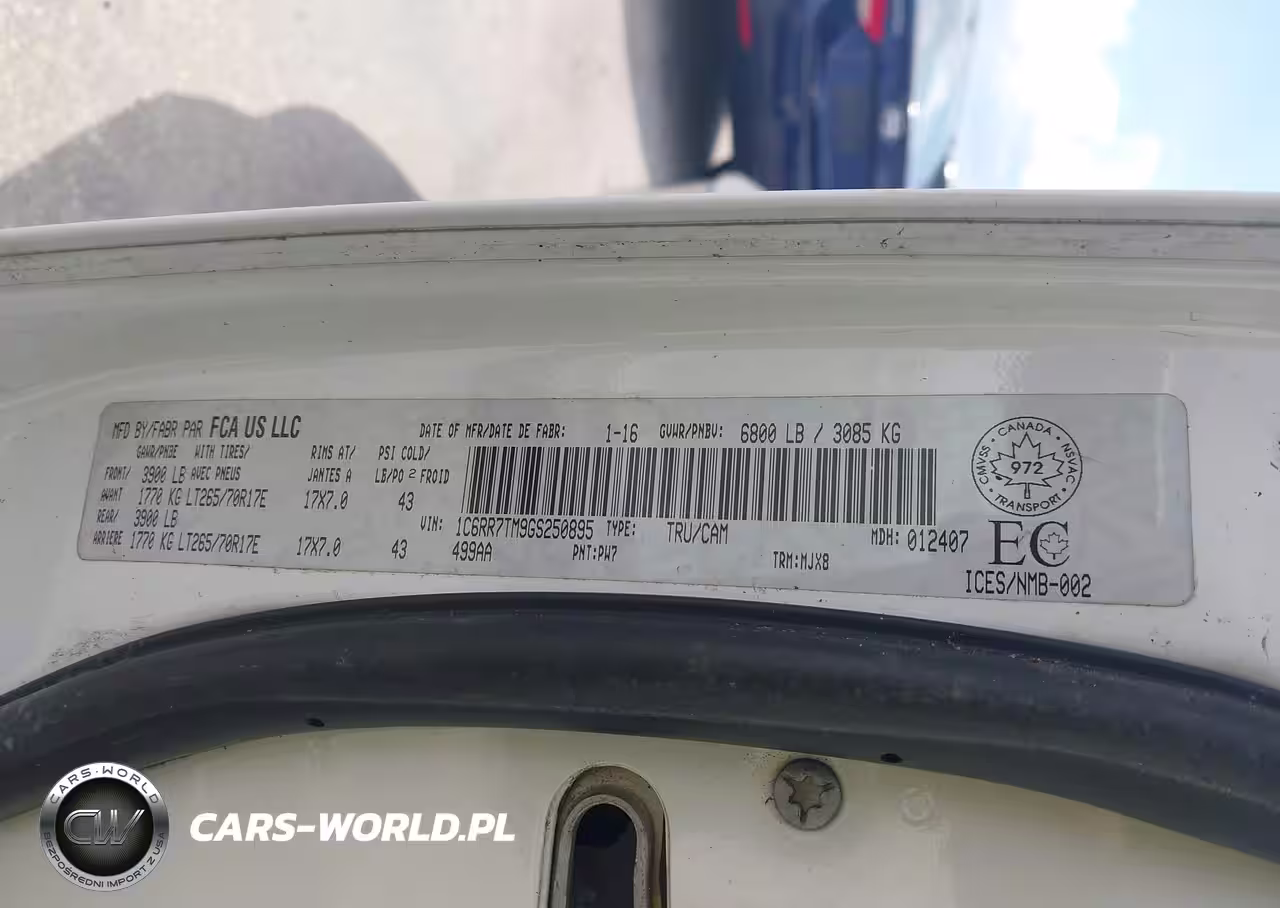 MFD BY/FABR PAR FCA US LLC
DATE OF MFR/DATE DE FABR: 1-16 GVWR/PNBV: 6800 LB / 3085 KG
GAWR/PNBE WITH TIRES/ RIMS AT/ PSI COLD/
FRONT/ 3900 LB AVEC PNEUS JANTES A LB/PO² FROID
AVANT 1770 KG LT265/70R17E 17X7.0 43
REAR/ 3900 LB
ARRIERE 1770 KG LT265/70R17E 17X7.0 43
VIN: 1C6RR7TM9GS250895 TYPE: TRU/CAM MDH: 012407
499AA PNT:PW7 TRM:MJX8
CANADA
CMVSS · NSVAC
972
TRANSPORT
EC
ICES/NMB-002
CARS·WORLD
CW
BEZPOŚREDNI IMPORT Z USA
CARS-WORLD.PL